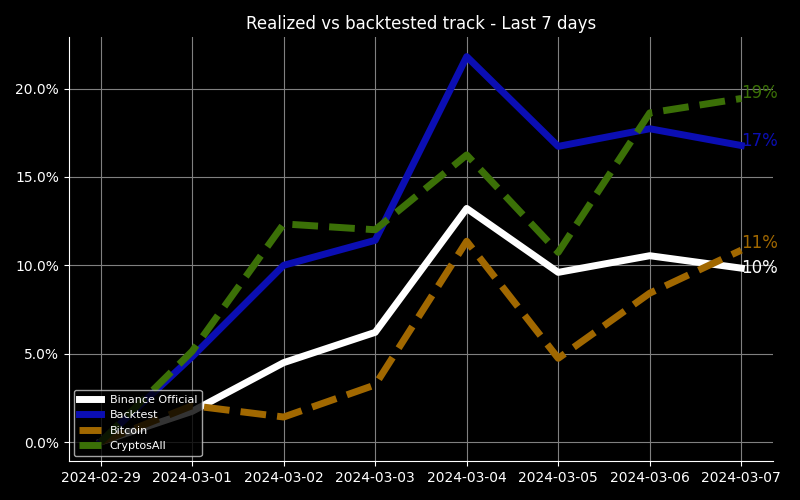 Realized vs backtested track - Last 7 days
20.0%
15.0%
10.0%
5.0%
0.0%
19%
17%
11%
10%
Binance Official
Backtest
Bitcoin
CryptosAll
2024-02-29 2024-03-01 2024-03-02 2024-03-03 2024-03-04 2024-03-05 2024-03-06 2024-03-07